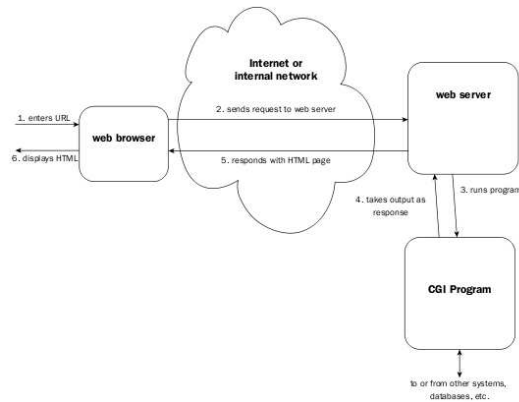 Internet or
internal network
web server
2. sends request to web server
1. enters URL
web browser
6. displays HTML
5. responds with HTML page
3. runs program
4. takes output as
response
CGI Program
to or from other systems,
databases, etc.